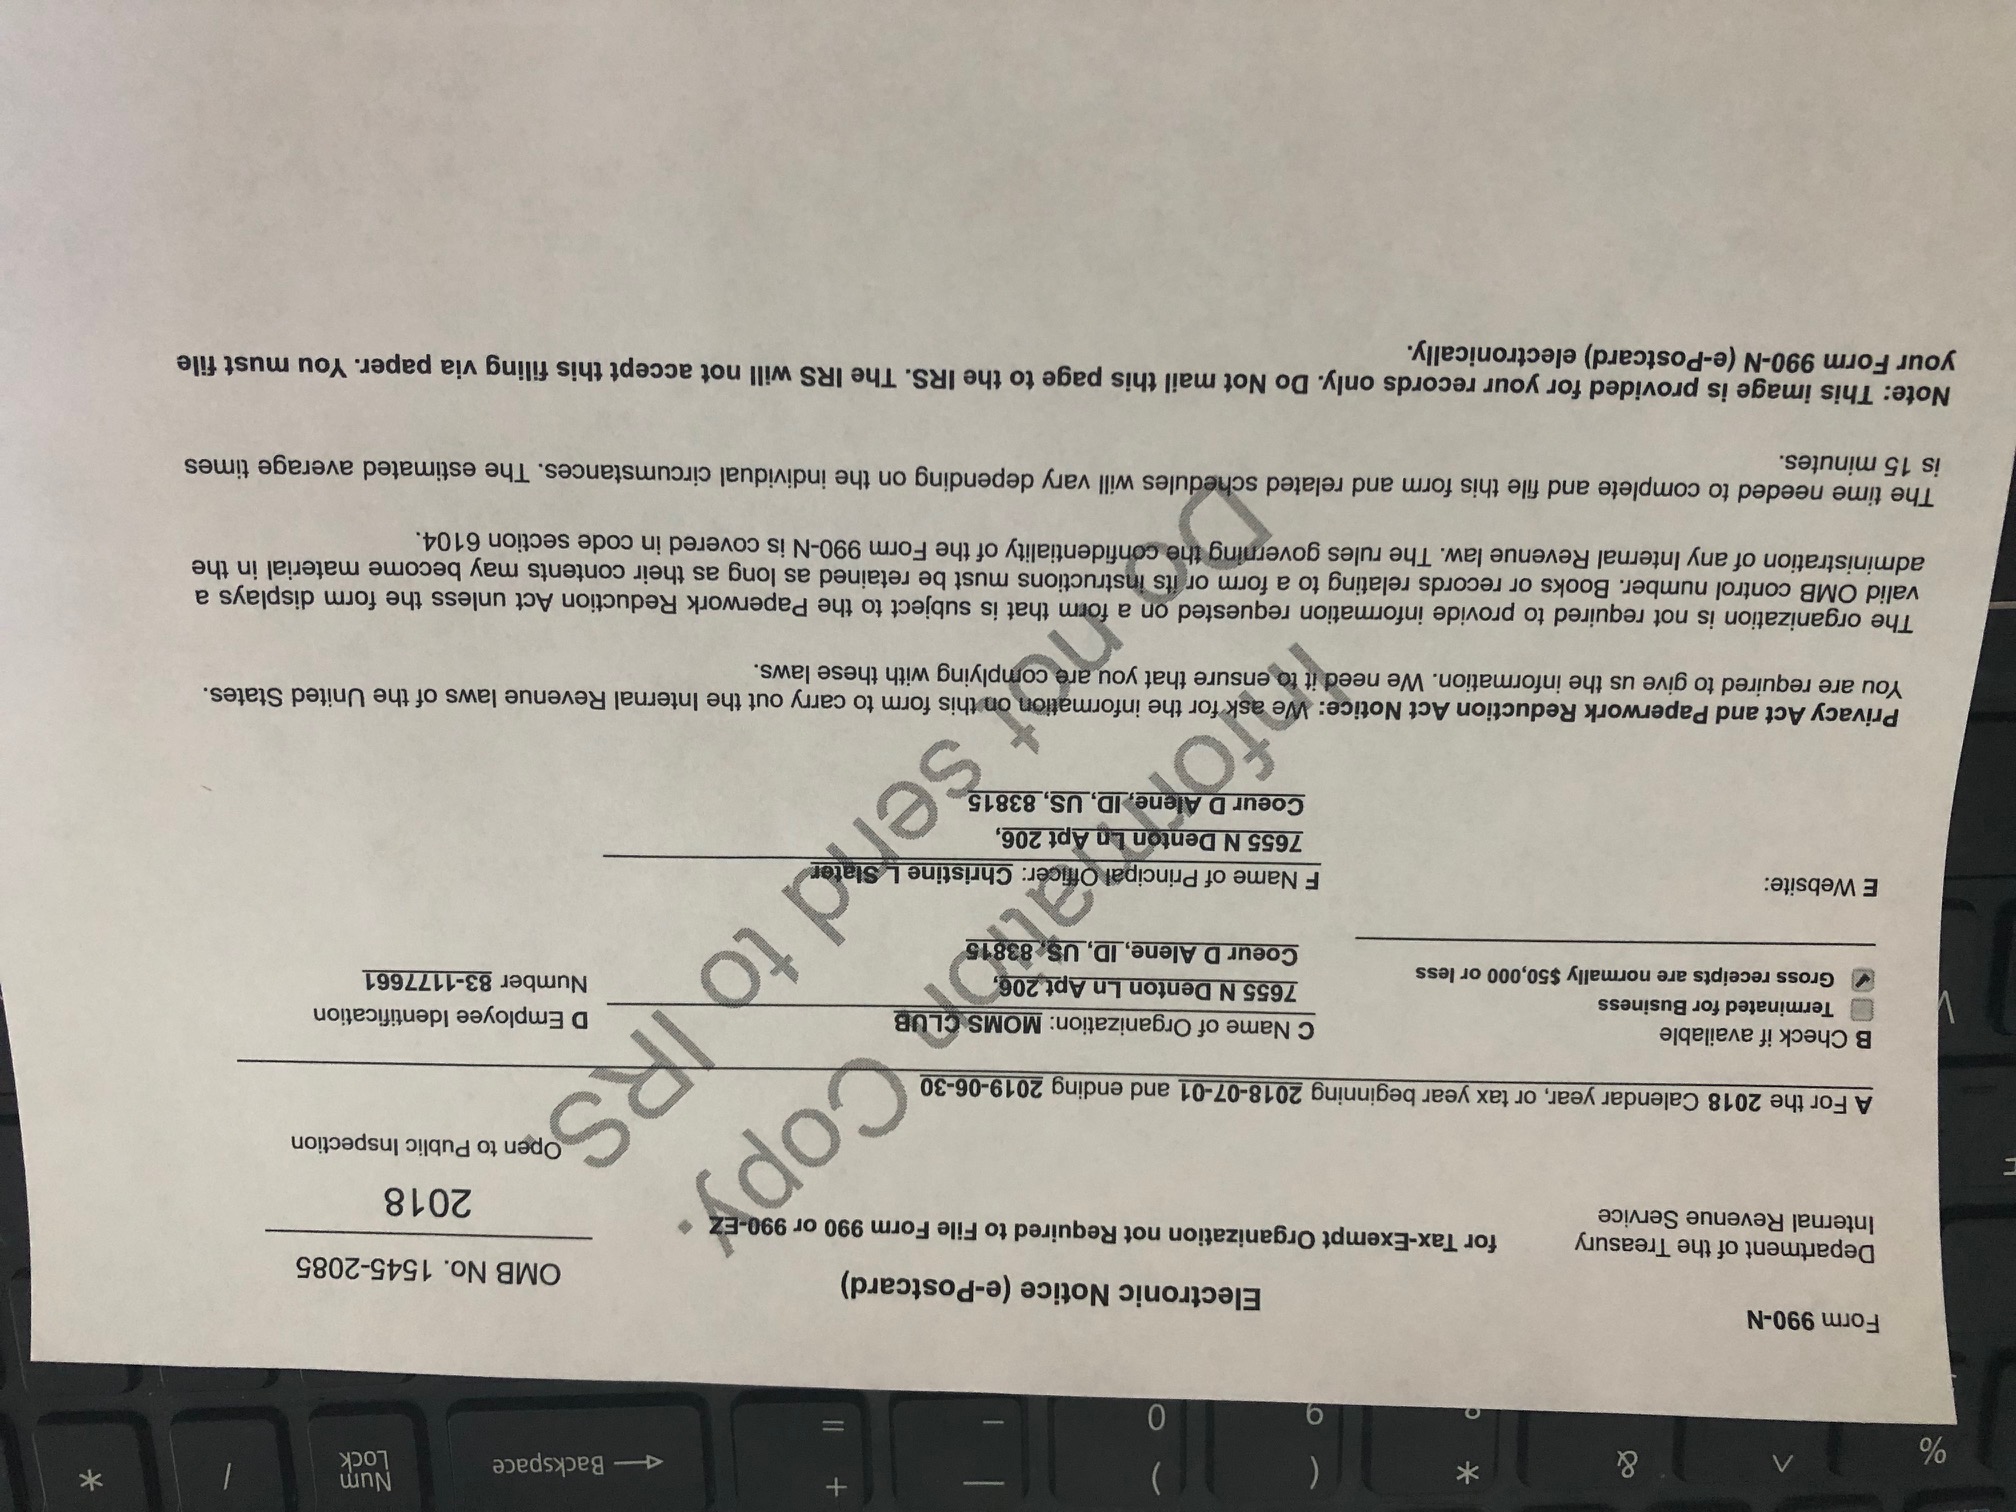 Form 990-N
Electronic Notice (e-Postcard)
OMB No. 1545-2085
Department of the Treasury
Internal Revenue Service
for Tax-Exempt Organization not Required to File Form 990 or 990-EZ
2018
Open to Public Inspection
A For the 2018 Calendar year, or tax year beginning 2018-07-01 and ending 2019-06-30
B Check if available
Terminated for Business
✔ Gross receipts are normally $50,000 or less
C Name of Organization: MOMS CLUB
7655 N Denton Ln Apt 206,
Coeur D Alene, ID, US, 83815
D Employee Identification
Number 83-1177661
E Website:
F Name of Principal Officer: Christine L Slater
7655 N Denton Ln Apt 206,
Coeur D Alene, ID, US, 83815
Privacy Act and Paperwork Reduction Act Notice: We ask for the information on this form to carry out the Internal Revenue laws of the United States.
You are required to give us the information. We need it to ensure that you are complying with these laws.
The organization is not required to provide information requested on a form that is subject to the Paperwork Reduction Act unless the form displays a
valid OMB control number. Books or records relating to a form or its instructions must be retained as long as their contents may become material in the
administration of any Internal Revenue law. The rules governing the confidentiality of the Form 990-N is covered in code section 6104.
The time needed to complete and file this form and related schedules will vary depending on the individual circumstances. The estimated average times
is 15 minutes.
Note: This image is provided for your records only. Do Not mail this page to the IRS. The IRS will not accept this filing via paper. You must file
your Form 990-N (e-Postcard) electronically.
Information Copy.
Do not send to IRS.
% ^ & * ( ) — + ← Backspace Num Lock / *
9 0 - =